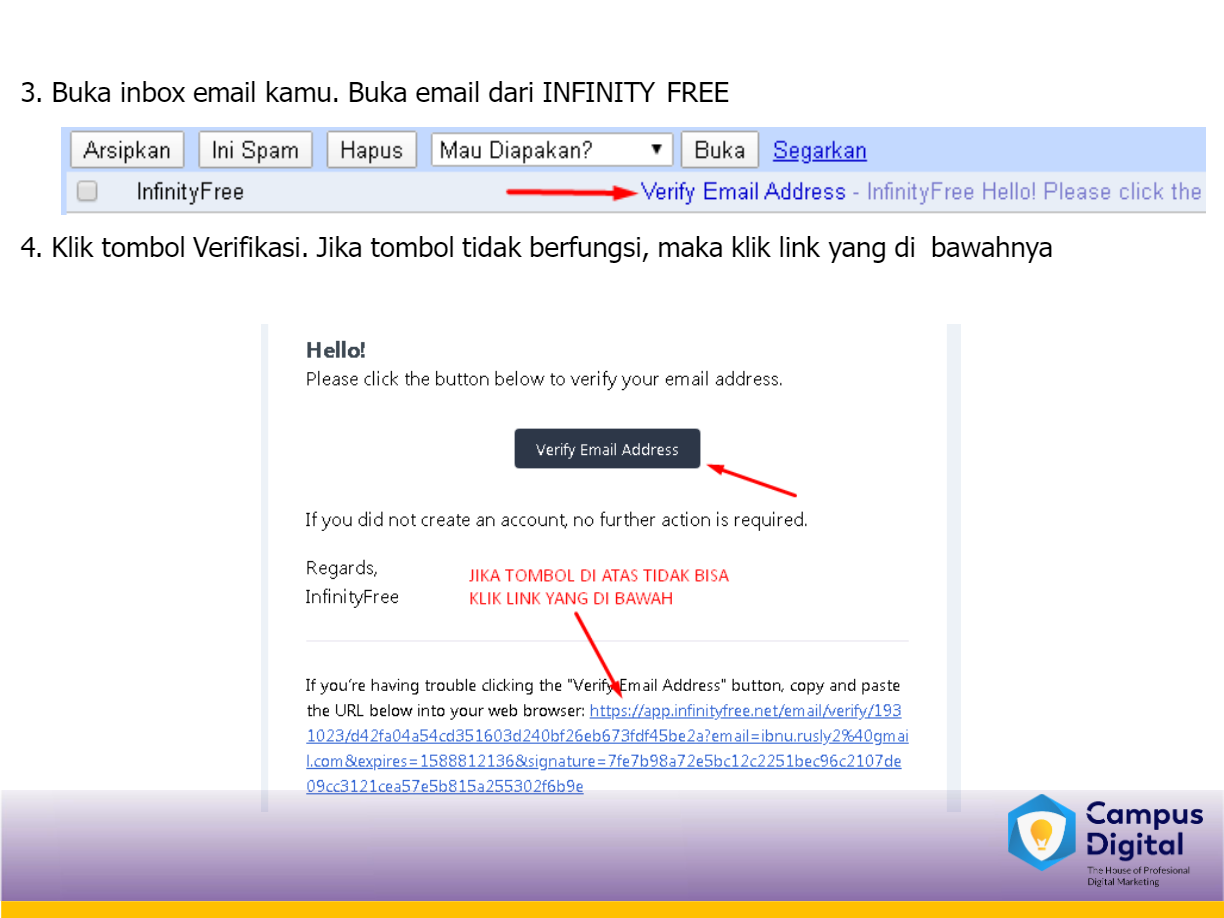 3. Buka inbox email kamu. Buka email dari INFINITY FREE
Arsipkan Ini Spam Hapus Mau Diapakan? Buka Segarkan
InfinityFree Verify Email Address - InfinityFree Hello! Please click the
4. Klik tombol Verifikasi. Jika tombol tidak berfungsi, maka klik link yang di bawahnya
Hello!
Please click the button below to verify your email address.
Verify Email Address
If you did not create an account, no further action is required.
Regards,
InfinityFree
JIKA TOMBOL DI ATAS TIDAK BISA
KLIK LINK YANG DI BAWAH
If you're having trouble clicking the "Verify Email Address" button, copy and paste
the URL below into your web browser: https://app.infinityfree.net/email/verify/193
1023/d42fa04a54cd351603d240bf26eb673fdf45be2a?email=ibnu.rusly2%40gmai
l.com&expires=1588812136&signature=7fe7b98a72e5bc12c2251bec96c2107de
09cc3121cea57e5b815a255302f6b9e
Campus
Digital
The House of Profesional
Digital Marketing